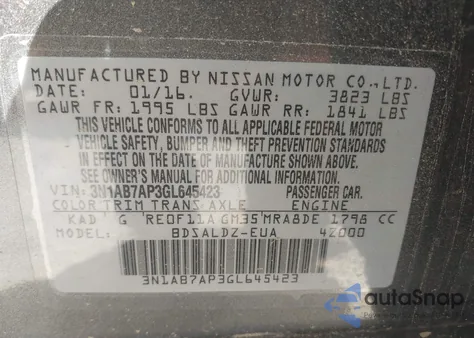 MANUFACTURED BY NISSAN MOTOR CO., LTD.
DATE: 01/16. GVWR: 3823 LBS
GAWR FR: 1995 LBS GAWR RR: 1841 LBS
THIS VEHICLE CONFORMS TO ALL APPLICABLE FEDERAL MOTOR
VEHICLE SAFETY, BUMPER AND THEFT PREVENTION STANDARDS
IN EFFECT ON THE DATE OF MANUFACTURE SHOWN ABOVE.
SEE OWNER'S MANUAL FOR ADDITIONAL INFORMATION
VIN: 3N1AB7AP3GL645423 PASSENGER CAR.
COLOR TRIM TRANS AXLE ENGINE
KAD G RE0F11A GM35 MRA8DE 1798 CC
MODEL: BDSALDZ-EUA 42000
3N1AB7AP3GL645423
autoSnap